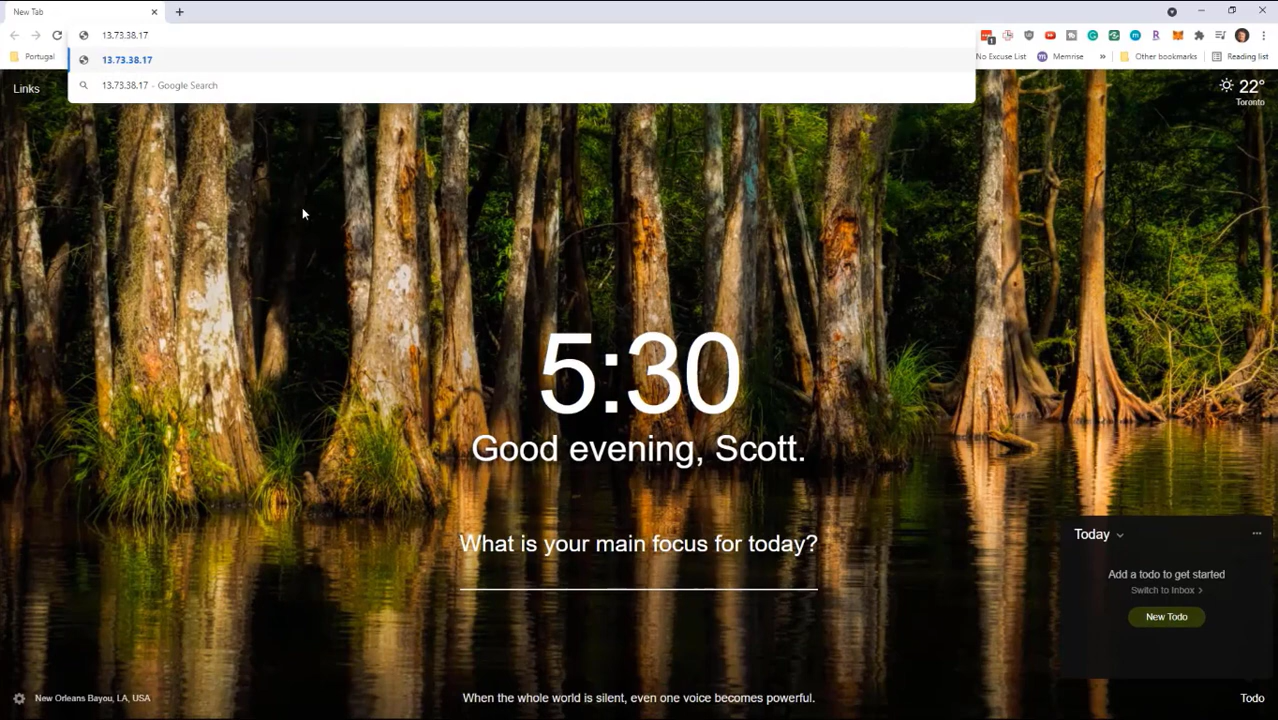 New Tab
13.73.38.17
Portugal
13.73.38.17
No Excuse List
Memrise
»
Other bookmarks
Reading list
13.73.38.17 - Google Search
Links
22°
Toronto
5:30
Good evening, Scott.
What is your main focus for today?
Today
Add a todo to get started
Switch to Inbox >
New Todo
New Orleans Bayou, LA, USA
When the whole world is silent, even one voice becomes powerful.
Todo